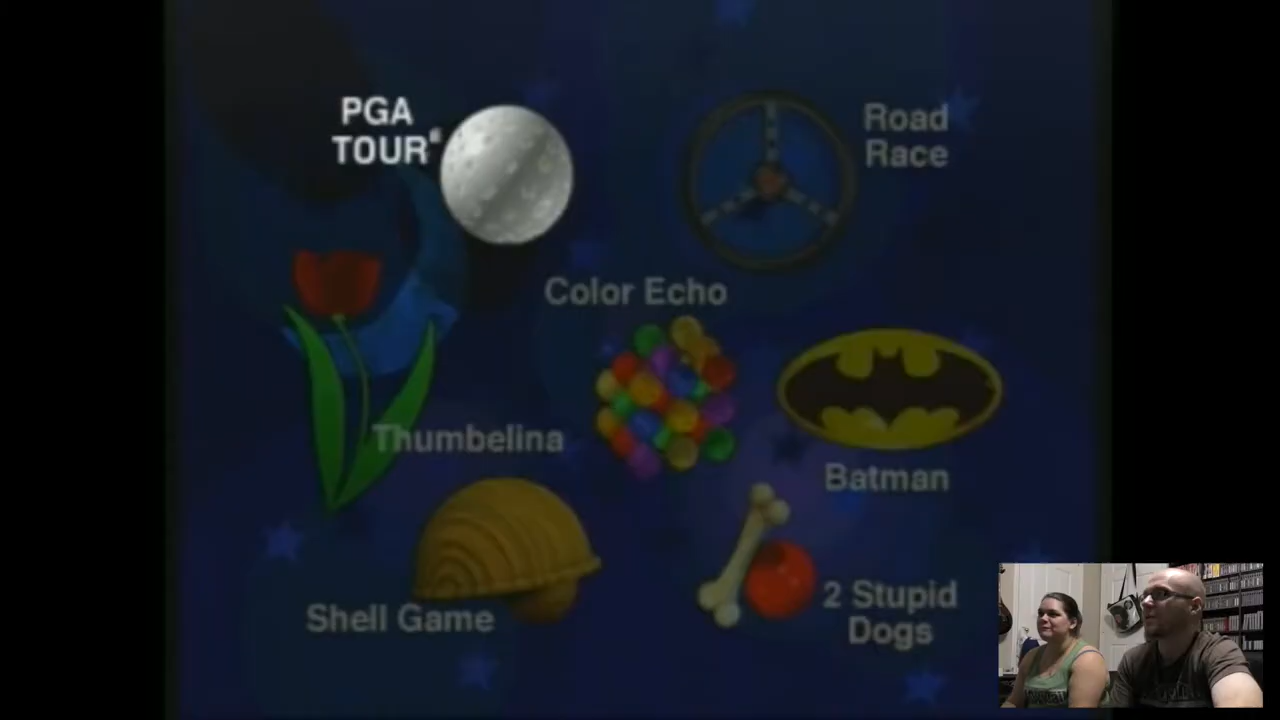 PGA
TOUR®
Road
Race
Color Echo
Thumbelina
Batman
Shell Game
2 Stupid
Dogs